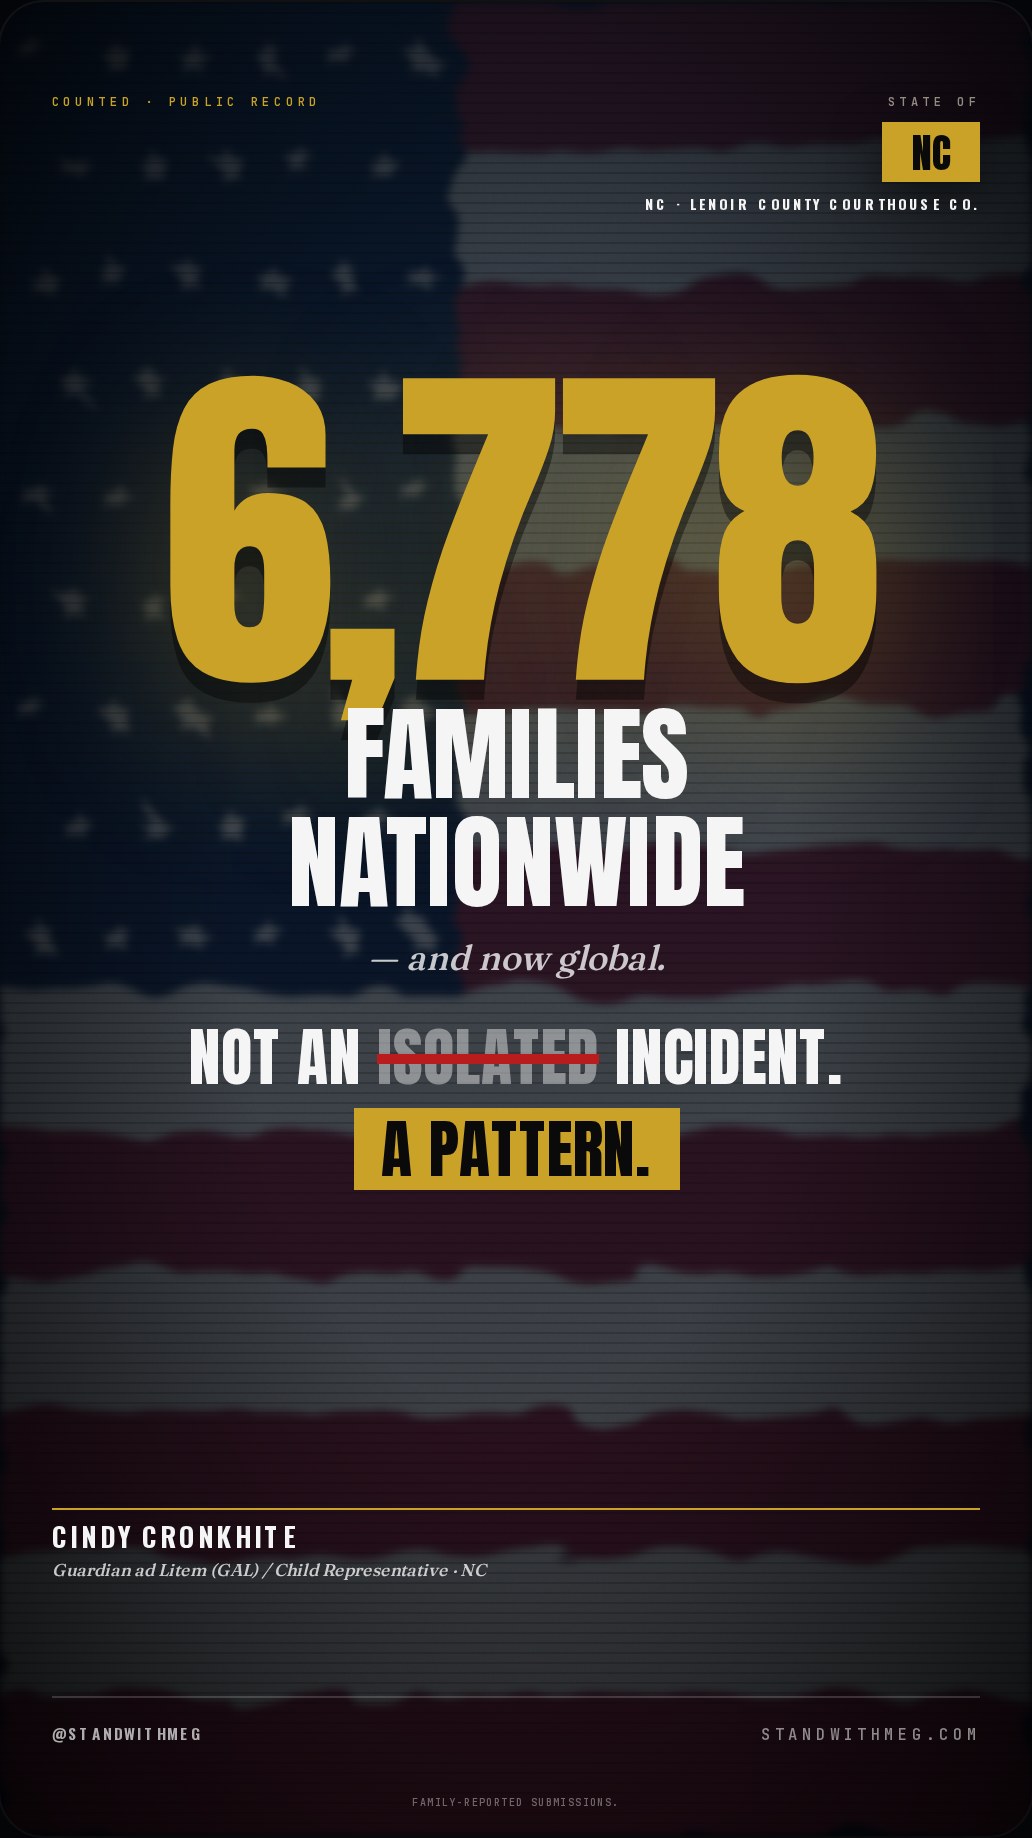 COUNTED · PUBLIC RECORD
STATE OF
NC
NC · LENOIR COUNTY COURTHOUSE CO.
6,778
FAMILIES
NATIONWIDE
— and now global.
NOT AN ISOLATED INCIDENT.
A PATTERN.
CINDY CRONKHITE
Guardian ad Litem (GAL) / Child Representative · NC
@STANDWITHMEG
STANDWITHMEG.COM
FAMILY-REPORTED SUBMISSIONS.